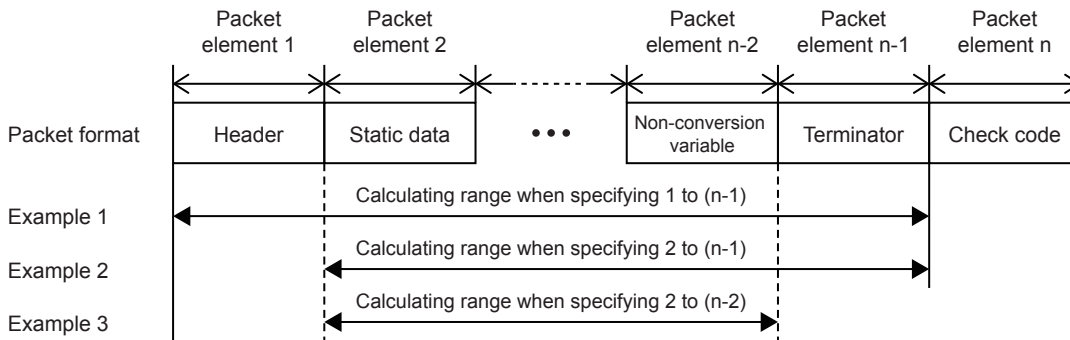 Packet element 1
Packet element 2
Packet element n-2
Packet element n-1
Packet element n
Packet format
Header
Static data
•••
Non-conversion variable
Terminator
Check code
Example 1
Calculating range when specifying 1 to (n-1)
Example 2
Calculating range when specifying 2 to (n-1)
Example 3
Calculating range when specifying 2 to (n-2)